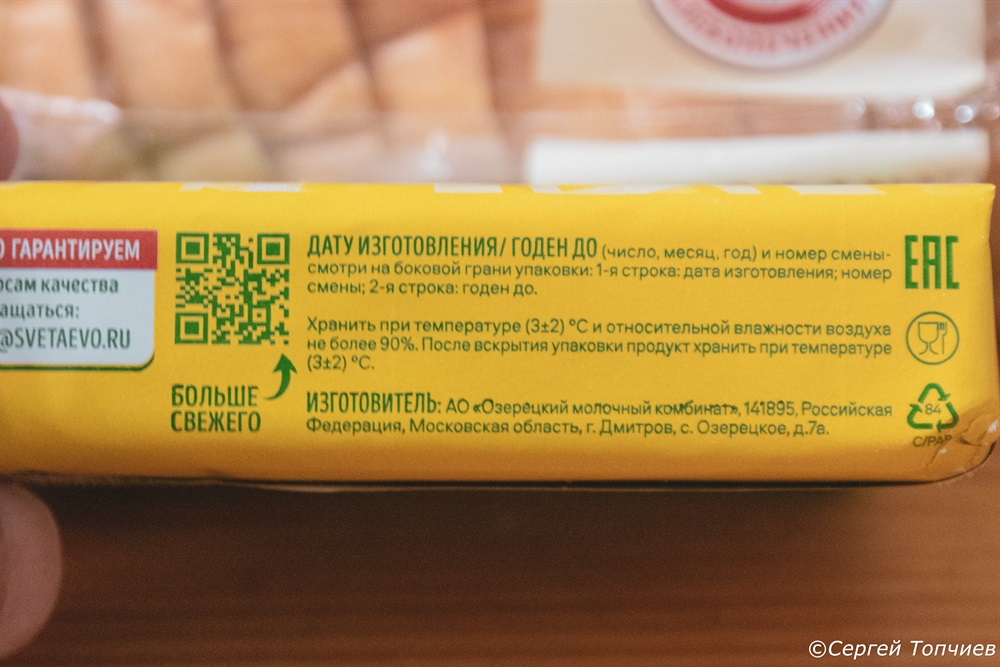 О ГАРАНТИРУЕМ
осам качества
ащаться:
@SVETAEVO.RU
БОЛЬШЕ
СВЕЖЕГО
ДАТУ ИЗГОТОВЛЕНИЯ/ ГОДЕН ДО (число, месяц, год) и номер смены-
смотри на боковой грани упаковки: 1-я строка: дата изготовления; номер
смены; 2-я строка: годен до.
Хранить при температуре (3±2) °С и относительной влажности воздуха
не более 90%. После вскрытия упаковки продукт хранить при температуре
(3±2) °С.
ИЗГОТОВИТЕЛЬ: АО «Озерецкий молочный комбинат», 141895, Российская
Федерация, Московская область, г. Дмитров, с. Озерецкое, д.7а.
EAC
84
C/PAP
©Сергей Топчиев